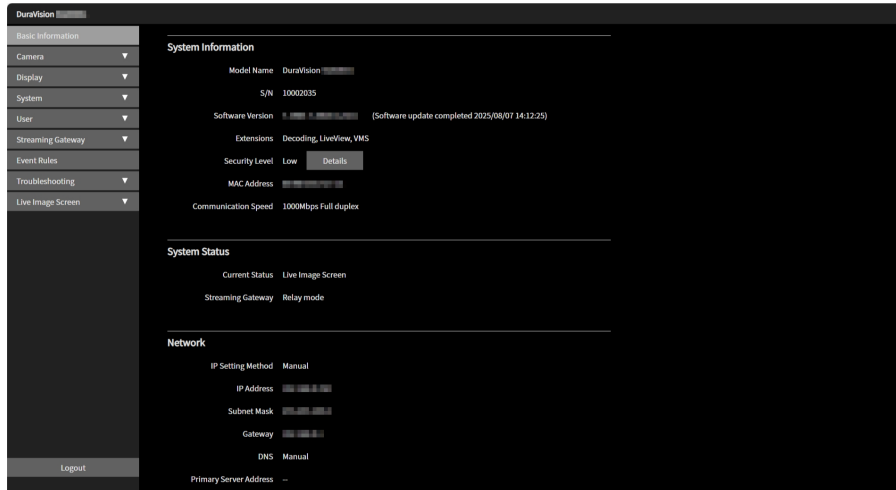 DuraVision
Basic Information
Camera
Display
System
User
Streaming Gateway
Event Rules
Troubleshooting
Live Image Screen
Logout
System Information
Model Name DuraVision
S/N 10002035
Software Version (Software update completed 2025/08/07 14:12:25)
Extensions Decoding, LiveView, VMS
Security Level Low Details
MAC Address
Communication Speed 1000Mbps Full duplex
System Status
Current Status Live Image Screen
Streaming Gateway Relay mode
Network
IP Setting Method Manual
IP Address
Subnet Mask
Gateway
DNS Manual
Primary Server Address --